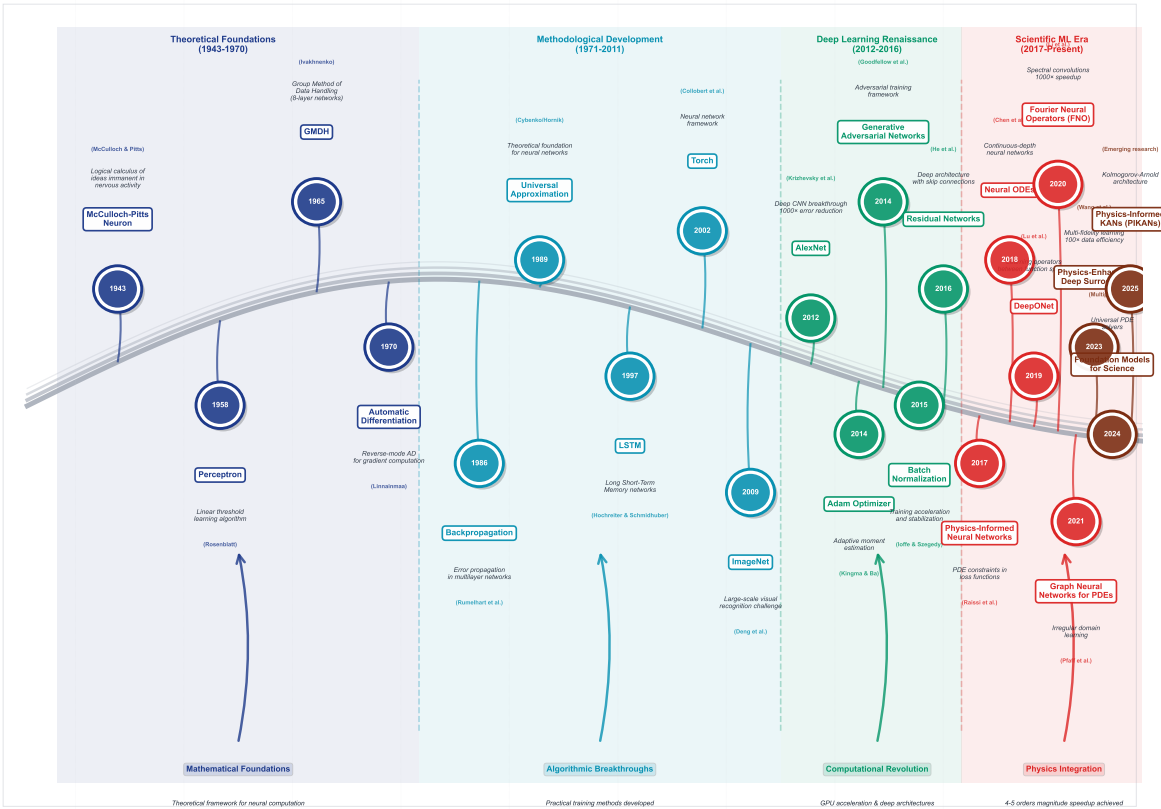 Theoretical Foundations
(1943-1970)
Methodological Development
(1971-2011)
Deep Learning Renaissance
(2012-2016)
Scientific ML Era
(2017-Present)
(McCulloch & Pitts)
Logical calculus of
ideas immanent in
nervous activity
McCulloch-Pitts
Neuron
1943
1958
Perceptron
Linear threshold
learning algorithm
(Rosenblatt)
(Ivakhnenko)
Group Method of
Data Handling
(8-layer networks)
GMDH
1965
1970
Automatic
Differentiation
Reverse-mode AD
for gradient computation
(Linnainmaa)
1986
Backpropagation
Error propagation
in multilayer networks
(Rumelhart et al.)
(Cybenko/Hornik)
Theoretical foundation
for neural networks
Universal
Approximation
1989
1997
LSTM
Long Short-Term
Memory networks
(Hochreiter & Schmidhuber)
(Collobert et al.)
Neural network
framework
Torch
2002
2009
ImageNet
Large-scale visual
recognition challenge
(Deng et al.)
(Krizhevsky et al.)
Deep CNN breakthrough
1000× error reduction
AlexNet
2012
(Goodfellow et al.)
Adversarial training
framework
Generative
Adversarial Networks
2014
2014
Adam Optimizer
Adaptive moment
estimation
(Kingma & Ba)
2015
Batch
Normalization
Training acceleration
and stabilization
(Ioffe & Szegedy)
(He et al.)
Deep architecture
with skip connections
Residual Networks
2016
2017
Physics-Informed
Neural Networks
PDE constraints in
loss functions
(Raissi et al.)
(Chen et
Continuous-depth
neural networks
Neural ODEs
2018
(Lu et al.)
operators
DeepONet
2019
Spectral convolutions
1000× speedup
Fourier Neural
Operators (FNO)
2020
2021
Graph Neural
Networks for PDEs
Irregular domain
learning
(Pfaff et al.)
Multi-fidelity learning
100× data efficiency
Deep
2023
Universal PDE
solvers
Foundation Models
for Science
2024
(Emerging research)
Kolmogorov-Arnold
architecture
KANs (PIKANs)
2025
Mathematical Foundations
Algorithmic Breakthroughs
Computational Revolution
Physics Integration
Theoretical framework for neural computation
Practical training methods developed
GPU acceleration & deep architectures
4-5 orders magnitude speedup achieved